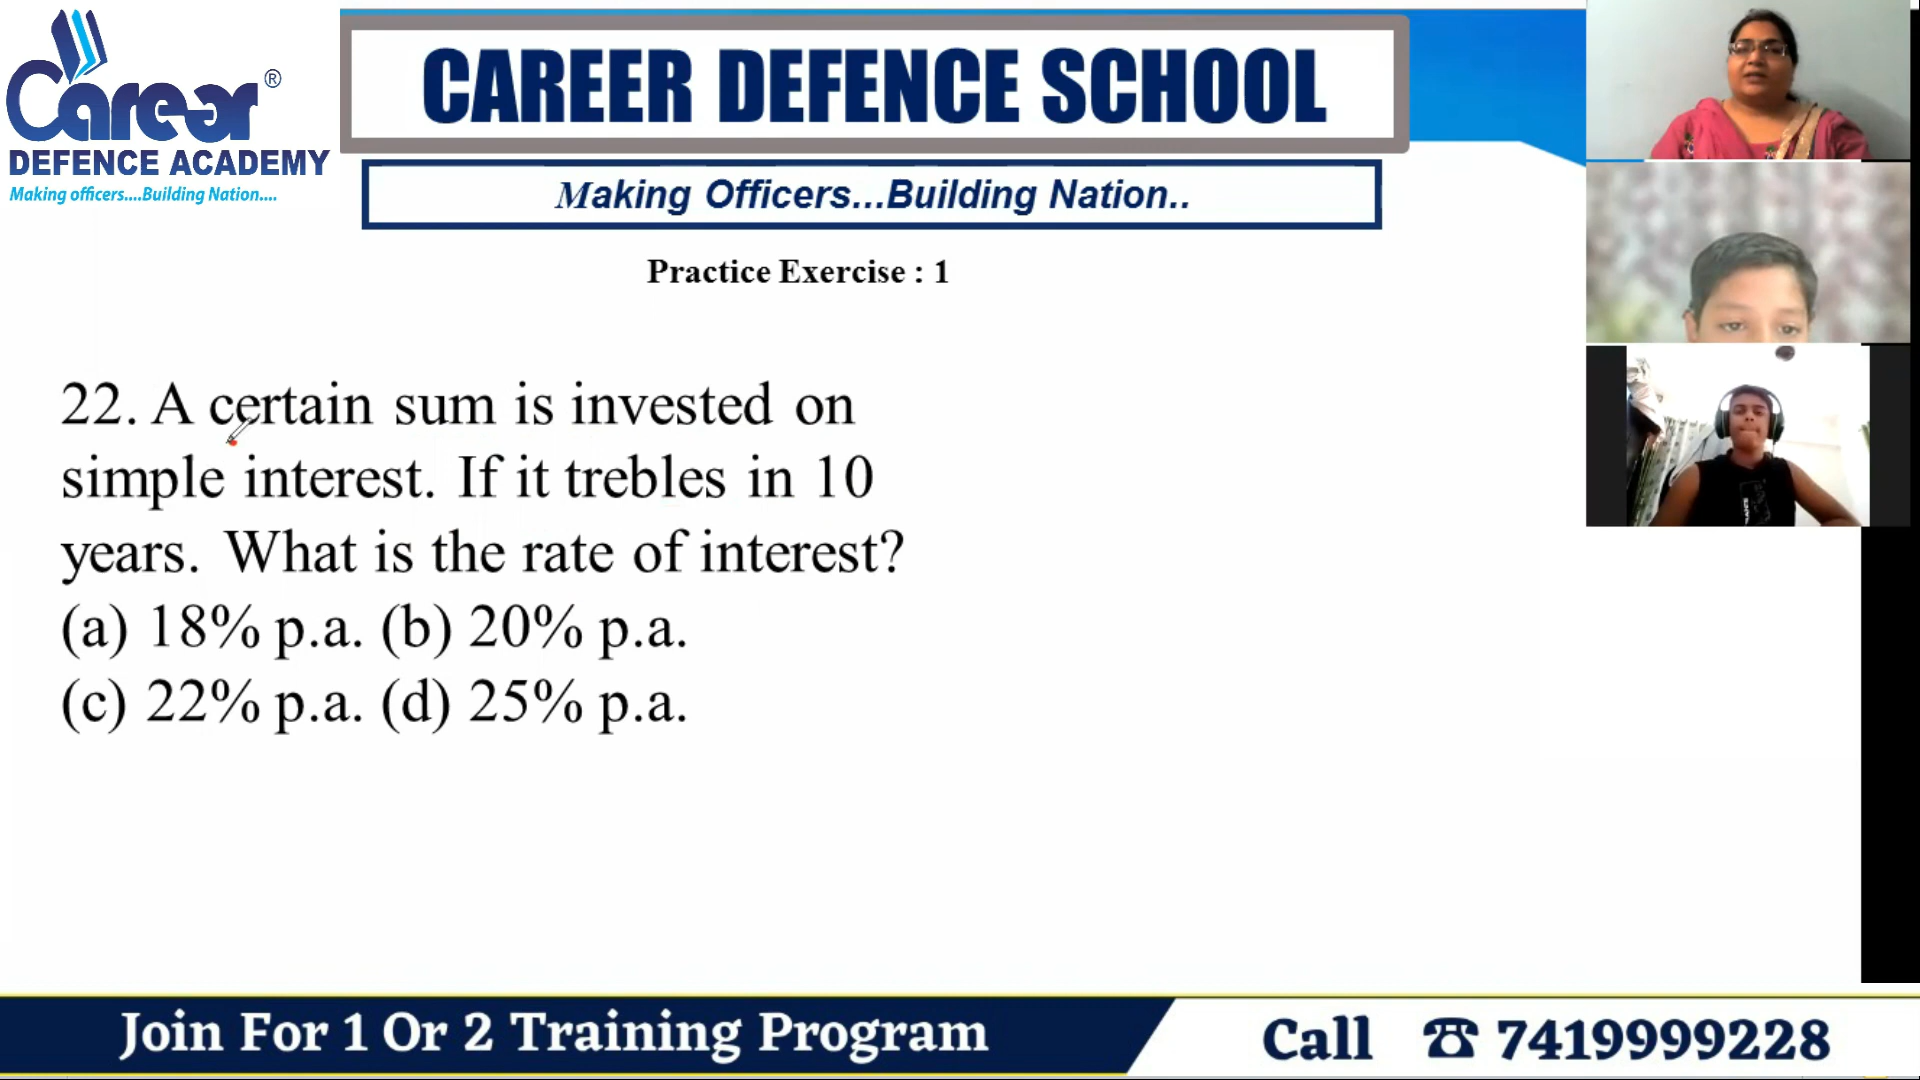 Career®
DEFENCE ACADEMY
Making officers....Building Nation....
CAREER DEFENCE SCHOOL
Making Officers...Building Nation..
Practice Exercise : 1
22. A certain sum is invested on
simple interest. If it trebles in 10
years. What is the rate of interest?
(a) 18% p.a. (b) 20% p.a.
(c) 22% p.a. (d) 25% p.a.
Join For 1 Or 2 Training Program
Call ☎ 7419999228